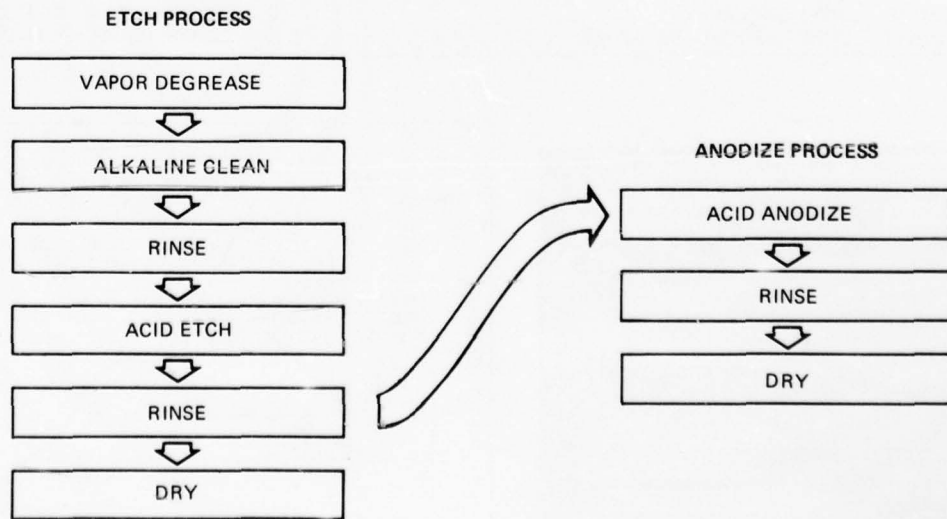 ETCH PROCESS
VAPOR DEGREASE
ALKALINE CLEAN
RINSE
ACID ETCH
RINSE
DRY
ANODIZE PROCESS
ACID ANODIZE
RINSE
DRY